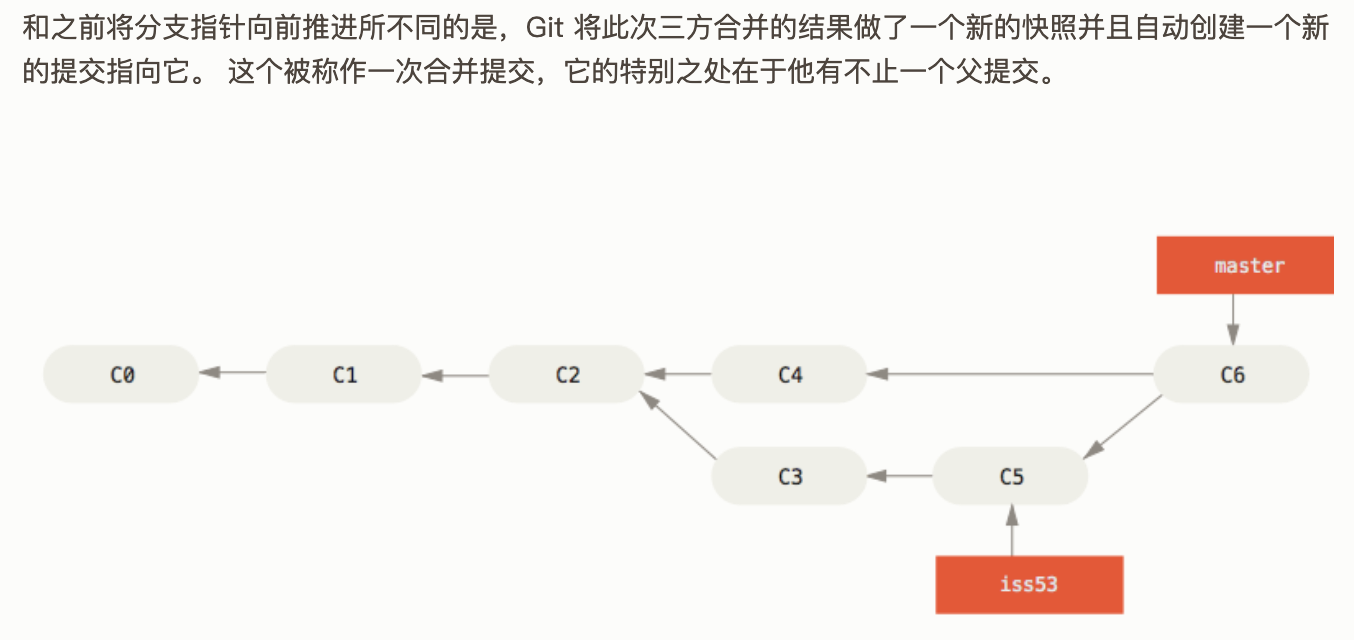 和之前将分支指针向前推进所不同的是，Git 将此次三方合并的结果做了一个新的快照并且自动创建一个新
的提交指向它。 这个被称作一次合并提交，它的特别之处在于他有不止一个父提交。
master
C0
C1
C2
C4
C6
C3
C5
iss53